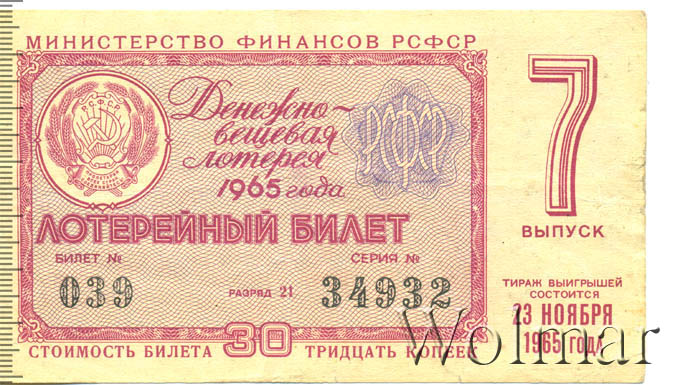 МИНИСТЕРСТВО ФИНАНСОВ РСФСР
РСФСР
Денежно-
вещевая
лотерея
1965 года
РСФСР
ЛОТЕРЕЙНЫЙ БИЛЕТ
БИЛЕТ № СЕРИЯ №
039 РАЗРЯД 21 34932
СТОИМОСТЬ БИЛЕТА 30 ТРИДЦАТЬ КОПЕЕК
7
ВЫПУСК
ТИРАЖ ВЫИГРЫШЕЙ
СОСТОИТСЯ
23 НОЯБРЯ
1965 ГОДА
Wolmar